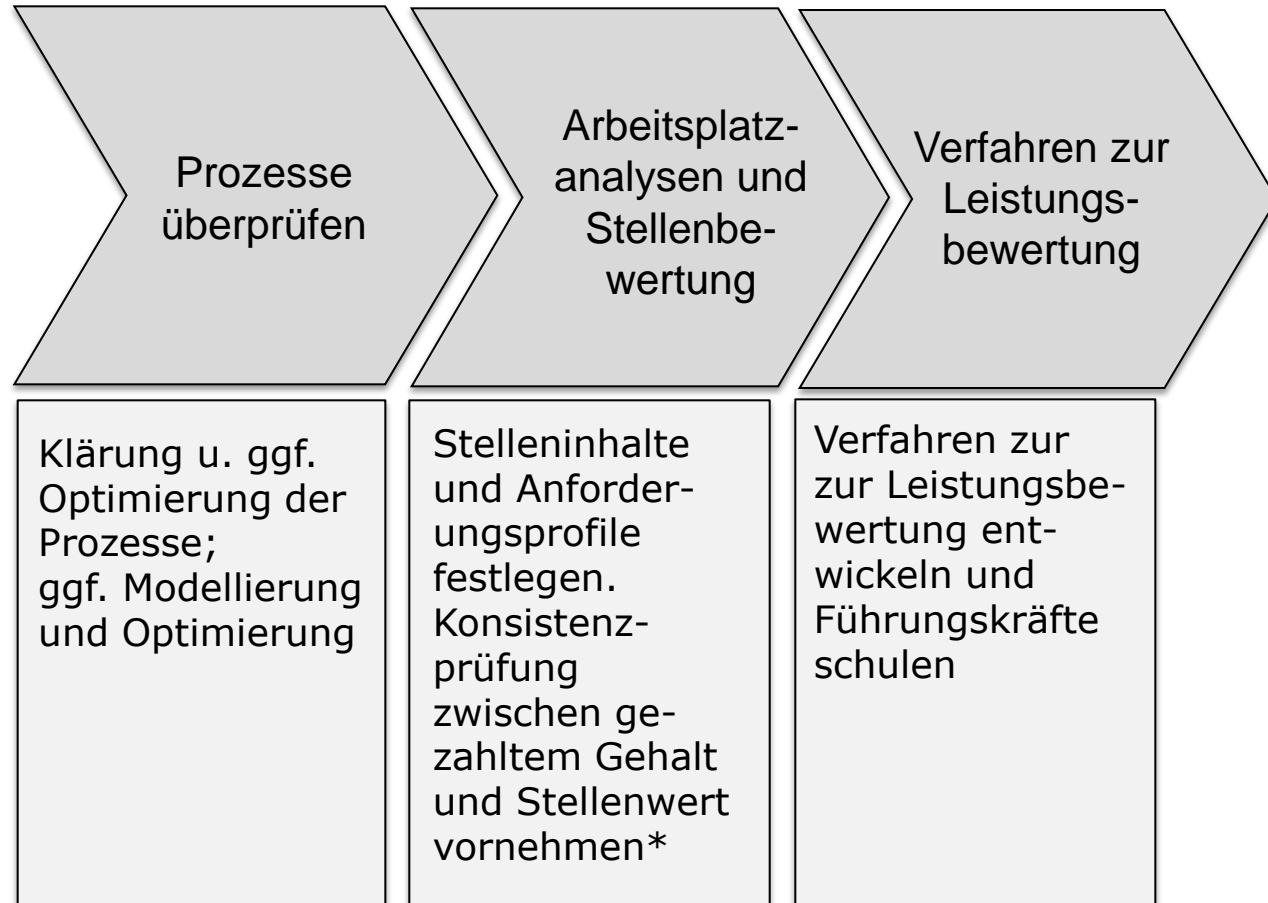 Prozesse
überprüfen
Arbeitsplatz-
analysen und
Stellenbe-
wertung
Verfahren zur
Leistungs-
bewertung
Klärung u. ggf.
Optimierung der
Prozesse;
ggf. Modellierung
und Optimierung
Stelleninhalte
und Anforder-
ungsprofile
festlegen.
Konsistenz-
prüfung
zwischen ge-
zahltem Gehalt
und Stellenwert
vornehmen*
Verfahren zur
zur Leistungsbe-
wertung ent-
wickeln und
Führungskräfte
schulen